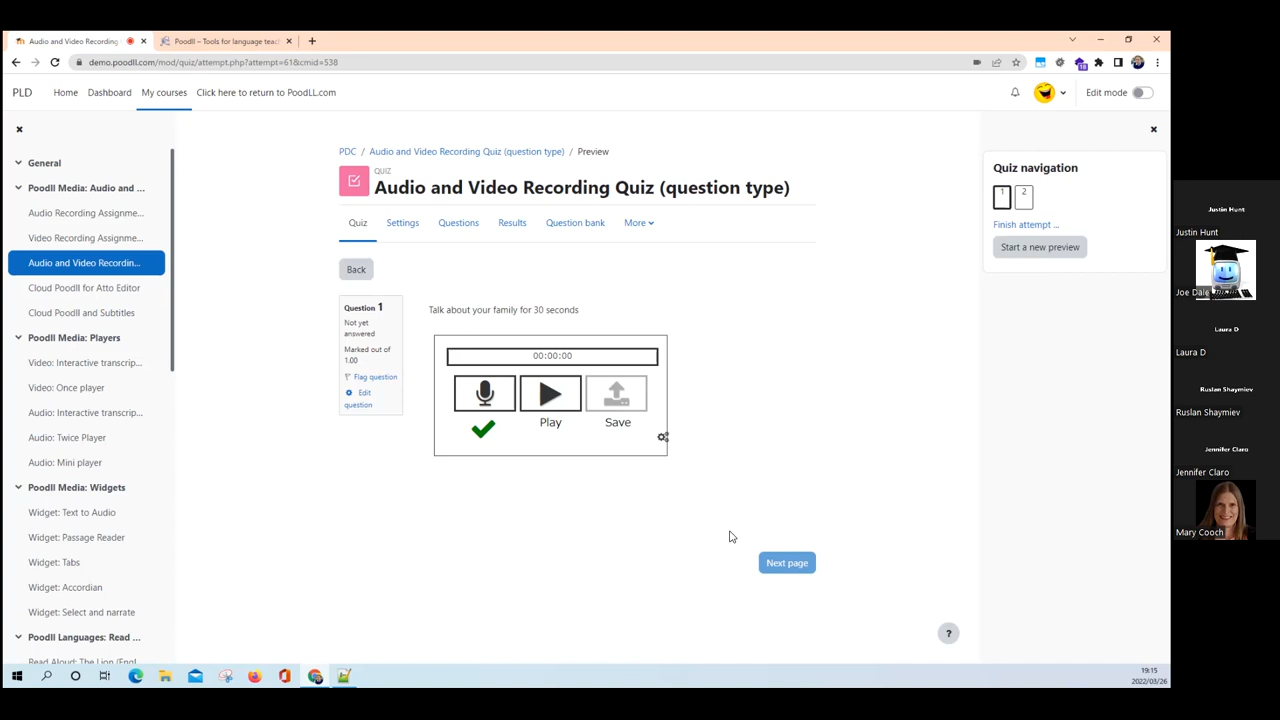 Audio and Video Recording
Poodll – Tools for language teac
demo.poodll.com/mod/quiz/attempt.php?attempt=61&cmid=538
18
PLD
Home
Dashboard
My courses
Click here to return to PoodLL.com
Edit mode
General
Poodll Media: Audio and ...
Audio Recording Assignme...
Video Recording Assignme...
Audio and Video Recordin...
Cloud Poodll for Atto Editor
Cloud Poodll and Subtitles
Poodll Media: Players
Video: Interactive transcrip...
Video: Once player
Audio: Interactive transcrip...
Audio: Twice Player
Audio: Mini player
Poodll Media: Widgets
Widget: Text to Audio
Widget: Passage Reader
Widget: Tabs
Widget: Accordian
Widget: Select and narrate
Poodll Languages: Read ...
Read Aloud: The Lion (Engl
PDC / Audio and Video Recording Quiz (question type) / Preview
QUIZ
Audio and Video Recording Quiz (question type)
Quiz
Settings
Questions
Results
Question bank
More
Back
Question 1
Not yet
answered
Marked out of
1.00
Flag question
Edit
question
Talk about your family for 30 seconds
00:00:00
Play
Save
Next page
Quiz navigation
1
2
Finish attempt ...
Start a new preview
?
19:15
2022/03/26
Justin Hunt
Justin Hunt
Joe Dale
Laura D
Laura D
Ruslan Shaymiev
Ruslan Shaymiev
Jennifer Claro
Jennifer Claro
Mary Cooch